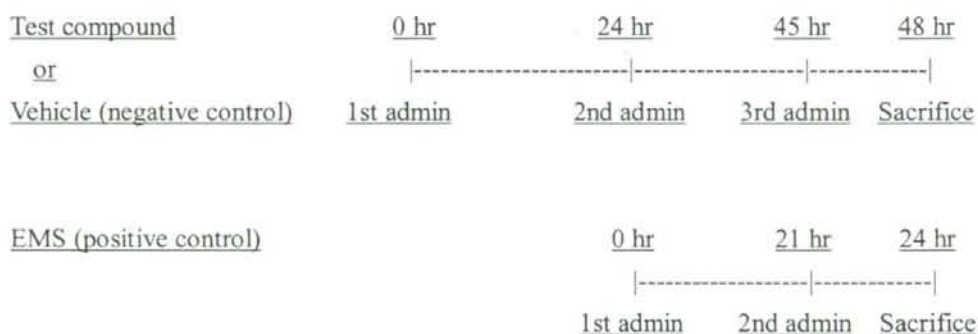 Test compound 0 hr 24 hr 45 hr 48 hr
or |------------------------|-------------------|-------------|
Vehicle (negative control) 1st admin 2nd admin 3rd admin Sacrifice
EMS (positive control) 0 hr 21 hr 24 hr
|-------------------|-------------|
1st admin 2nd admin Sacrifice